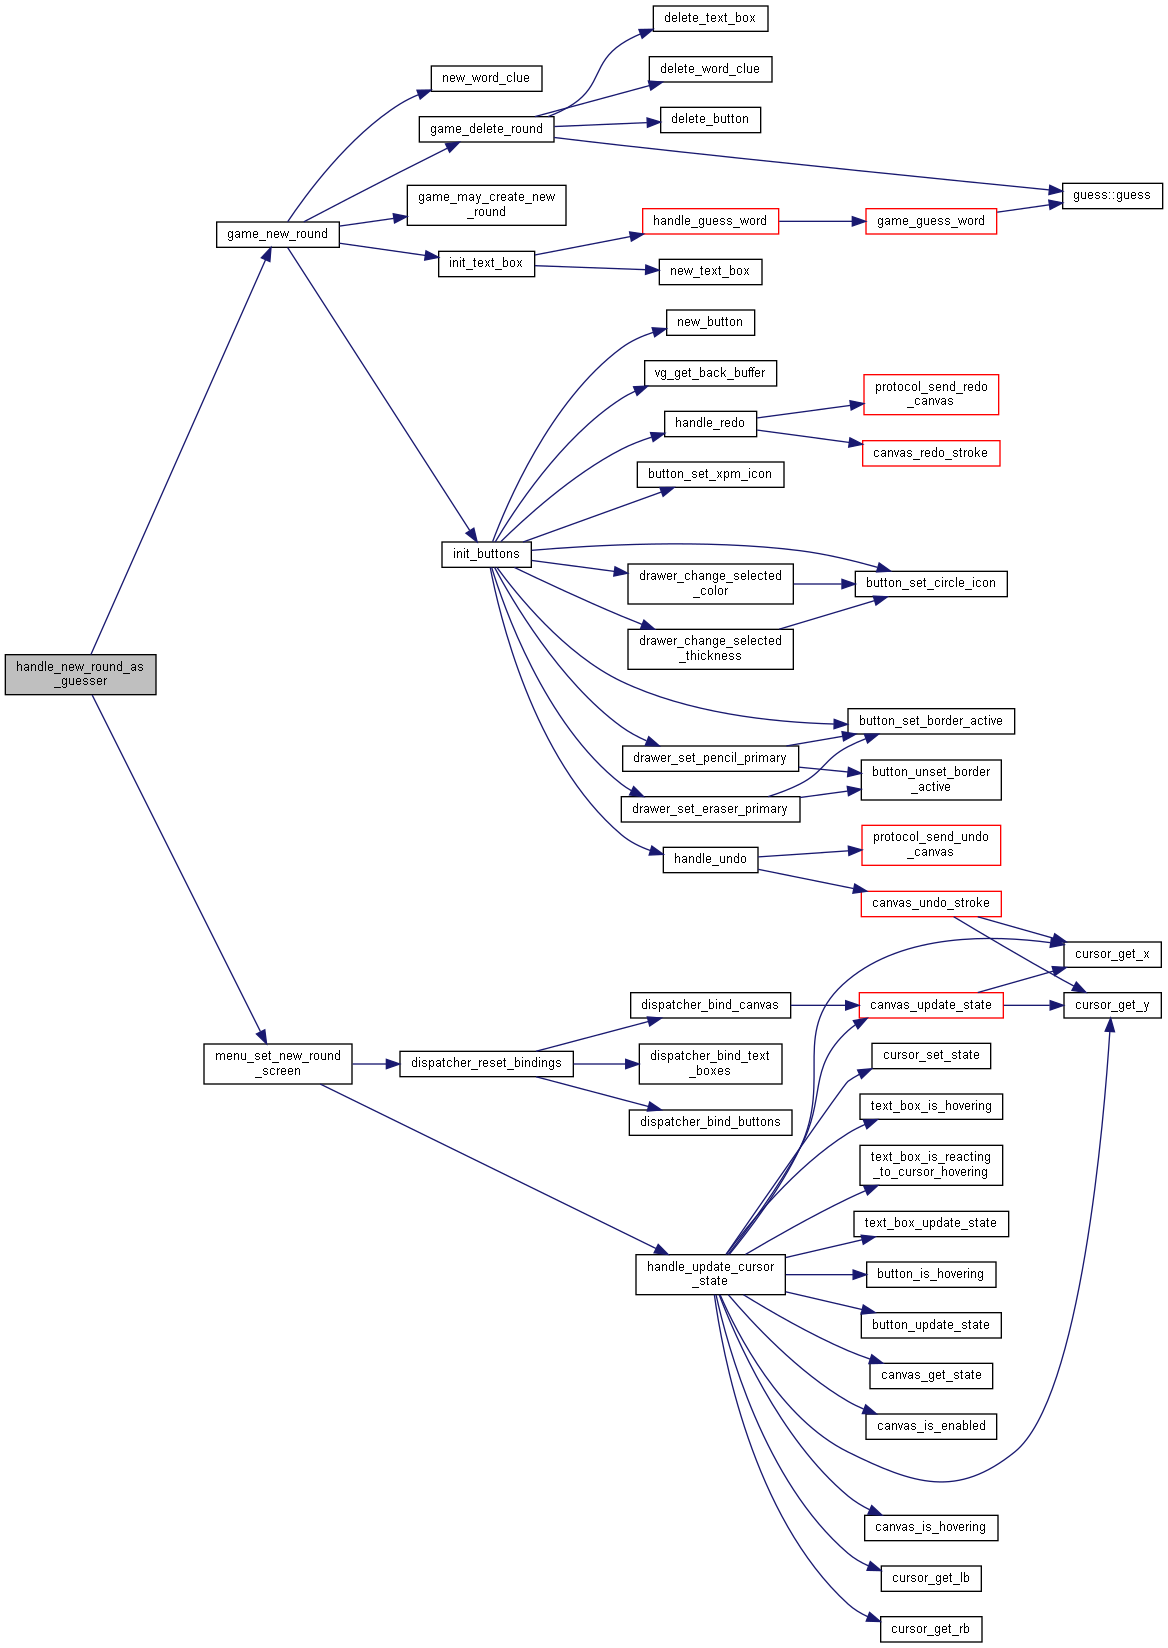 delete_text_box
new_word_clue
delete_word_clue
game_delete_round
delete_button
game_may_create_new
_round
guess::guess
handle_guess_word
game_guess_word
game_new_round
init_text_box
new_text_box
new_button
vg_get_back_buffer
protocol_send_redo
_canvas
handle_redo
canvas_redo_stroke
button_set_xpm_icon
init_buttons
drawer_change_selected
_color
button_set_circle_icon
drawer_change_selected
_thickness
handle_new_round_as
_guesser
button_set_border_active
drawer_set_pencil_primary
button_unset_border
_active
drawer_set_eraser_primary
protocol_send_undo
_canvas
handle_undo
canvas_undo_stroke
cursor_get_x
dispatcher_bind_canvas
canvas_update_state
cursor_get_y
menu_set_new_round
_screen
dispatcher_reset_bindings
dispatcher_bind_text
_boxes
cursor_set_state
text_box_is_hovering
dispatcher_bind_buttons
text_box_is_reacting
_to_cursor_hovering
text_box_update_state
handle_update_cursor
_state
button_is_hovering
button_update_state
canvas_get_state
canvas_is_enabled
canvas_is_hovering
cursor_get_lb
cursor_get_rb